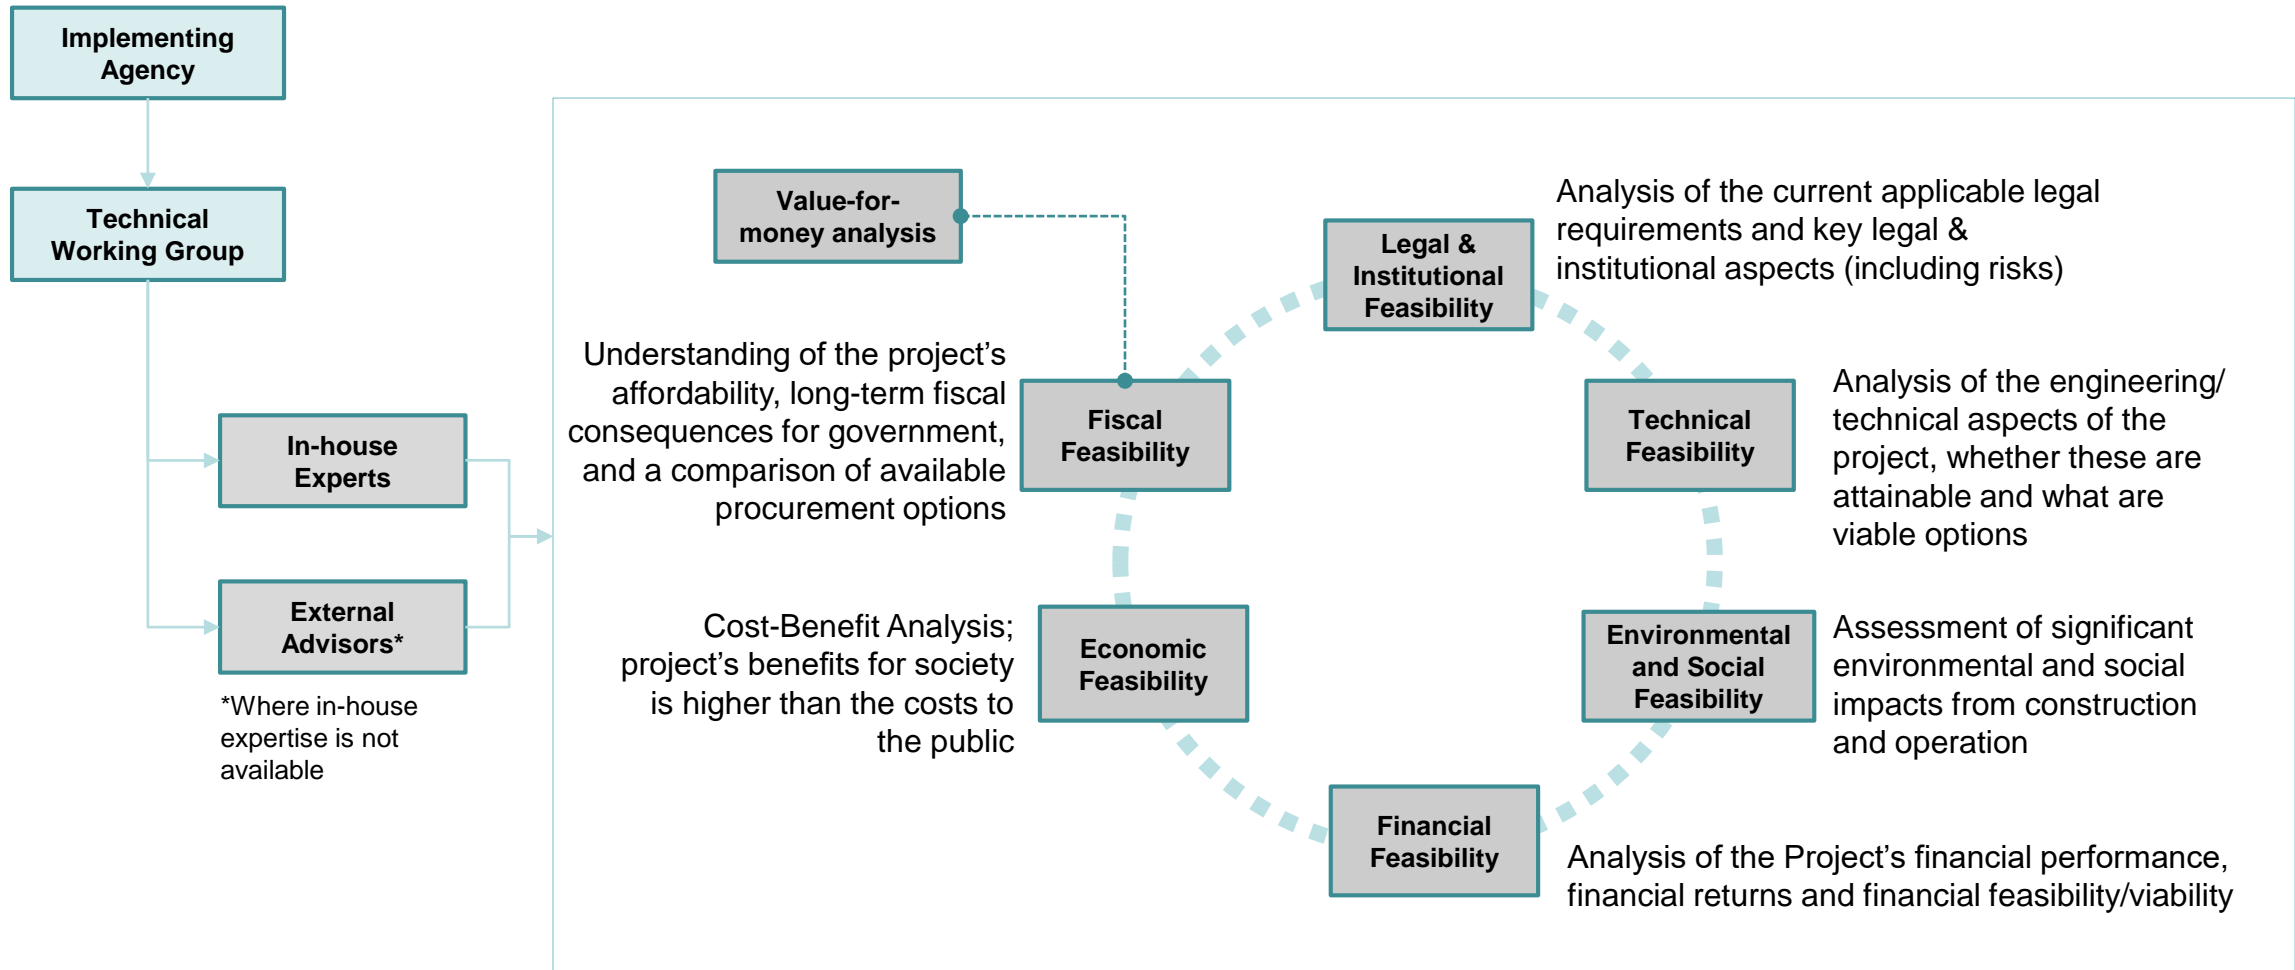 Implementing
Agency
Technical
Working Group
In-house
Experts
External
Advisors*
*Where in-house
expertise is not
available
Value-for-
money analysis
Legal &
Institutional
Feasibility
Analysis of the current applicable legal
requirements and key legal &
institutional aspects (including risks)
Understanding of the project’s
affordability, long-term fiscal
consequences for government,
and a comparison of available
procurement options
Fiscal
Feasibility
Technical
Feasibility
Analysis of the engineering/
technical aspects of the
project, whether these are
attainable and what are
viable options
Cost-Benefit Analysis;
project’s benefits for society
is higher than the costs to
the public
Economic
Feasibility
Environmental
and Social
Feasibility
Assessment of significant
environmental and social
impacts from construction
and operation
Financial
Feasibility
Analysis of the Project’s financial performance,
financial returns and financial feasibility/viability